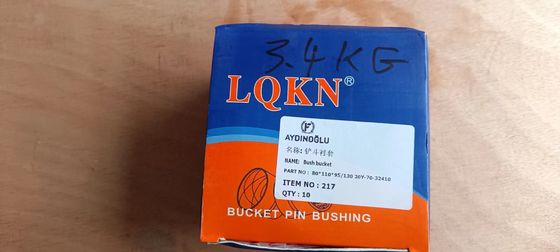 3.4KG
LQKN®
F
AYDINOĞLU
名称: 铲斗衬套
NAME: Bush bucket
PART NO: 80*110*95/130 20Y-70-32410
ITEM NO: 217
QTY: 10
BUCKET PIN BUSHING